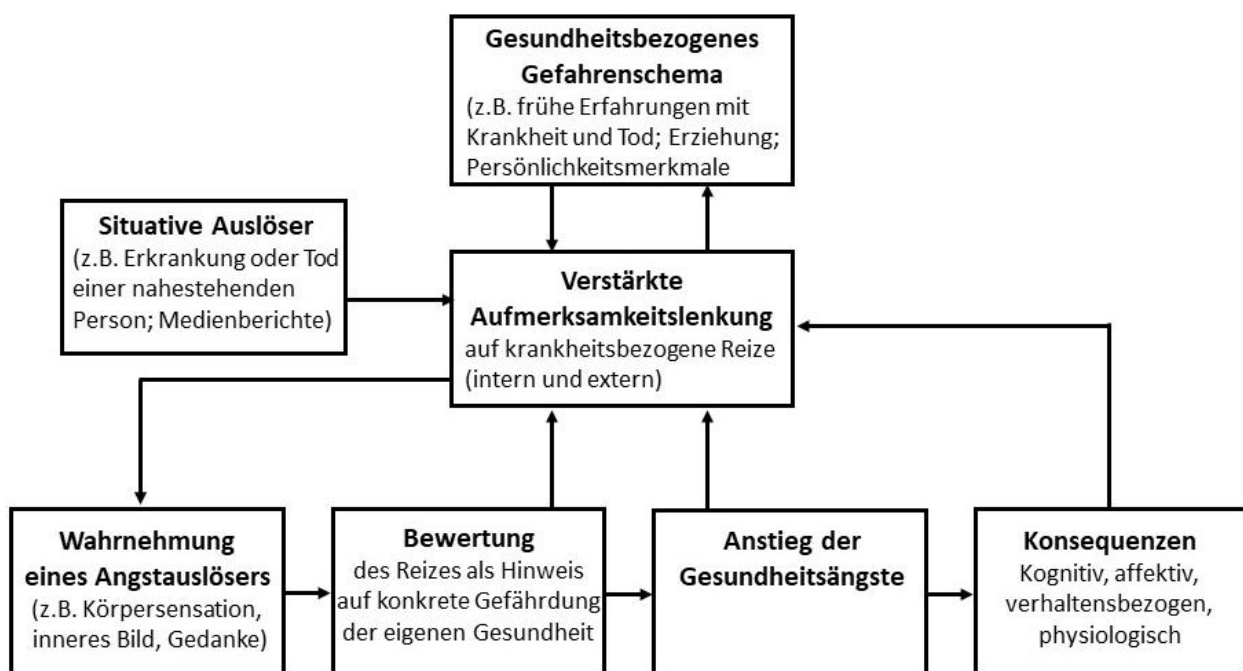 Gesundheitsbezogenes
Gefahrenschema
(z.B. frühe Erfahrungen mit
Krankheit und Tod; Erziehung;
Persönlichkeitsmerkmale
Situative Auslöser
(z.B. Erkrankung oder Tod
einer nahestehenden
Person; Medienberichte)
Verstärkte
Aufmerksamkeitslenkung
auf krankheitsbezogene Reize
(intern und extern)
Wahrnehmung
eines Angstauslösers
(z.B. Körpersensation,
inneres Bild, Gedanke)
Bewertung
des Reizes als Hinweis
auf konkrete Gefährdung
der eigenen Gesundheit
Anstieg der
Gesundheitsängste
Konsequenzen
Kognitiv, affektiv,
verhaltensbezogen,
physiologisch